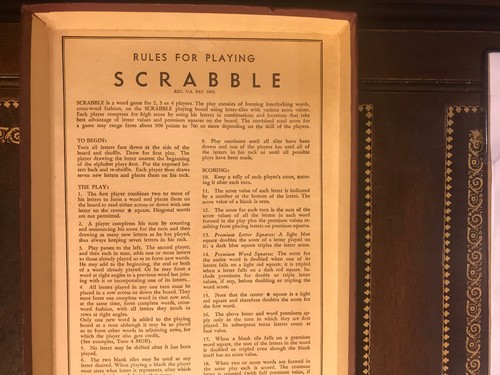 RULES FOR PLAYING
SCRABBLE
REG. U.S. PAT. OFF.
SCRABBLE is a word game for 2, 3 or 4 players. The play consists of forming interlocking words,
cross-word fashion, on the SCRABBLE playing board using letter-tiles with various score values.
Each player competes for high score by using his letters in combinations and locations that take
best advantage of letter values and premium squares on the board. The combined total score for
a game may range from about 500 points to 700 or more depending on the skill of the players.
TO BEGIN:
Turn all letters face down at the side of the
board and shuffle. Draw for first play. The
player drawing the letter nearest the beginning
of the alphabet plays first. Put the exposed let-
ters back and re-shuffle. Each player then draws
seven new letters and places them on his rack.
THE PLAY:
1. The first player combines two or more of
his letters to form a word and places them on
the board to read either across or down with one
letter on the center ★ square. Diagonal words
are not permitted.
2. A player completes his turn by counting
and announcing his score for the turn and then
drawing as many new letters as he has played,
thus always keeping seven letters in his rack.
3. Play passes to the left. The second player,
and then each in turn, adds one or more letters
to those already played so as to form new words.
He may add to the beginning, the end or both
of a word already played. Or he may form a
word at right angles to a previous word but join-
ing with it or incorporating one of its letters.
4. All letters played in any one turn must be
placed in a row across or down the board. They
must form one complete word in that row and,
at the same time, form complete words, cross-
word fashion, with all letters they touch in
rows at right angles.
Only one new word is added to the playing
board at a turn although it may be so placed
as to form other words in adjoining rows, for
which the player also gets credit.
(See examples, Turn 4 MOB).
5. No letter may be shifted after it has been
played.
6. The two blank tiles may be used as any
letter desired. When playing a blank the player
must state what letter it represents, after which
9. Play continues until all tiles have been
drawn and one of the players has used all of
the letters in his rack or until all possible
plays have been made.
SCORING:
10. Keep a tally of each player's score, enter-
ing it after each turn.
11. The score value of each letter is indicated
by a number at the bottom of the letter. The
score value of a blank is zero.
12. The score for each turn is the sum of the
score values of all the letters in each word
formed in the play plus the premium values re-
sulting from placing letters on premium squares.
13. Premium Letter Squares: A light blue
square doubles the score of a letter played on
it; a dark blue square triples the letter score.
14. Premium Word Squares: The score for
the entire word is doubled when one of its
letters falls on a light red square; it is tripled
when a letter falls on a dark red square. In-
clude premiums for double or triple letter
values, if any, before doubling or tripling the
word score.
15. Note that the center ★ square is a light
red square and therefore doubles the score for
the first word.
16. The above letter and word premiums ap-
ply only in the turn in which they are first
played. In subsequent turns letters count at
face value.
17. When a blank tile falls on a premium
word square, the sum of the letters in the word
is doubled or tripled even though the blank
itself has no score value.
18. When two or more words are formed in
the same play each is scored. The common
letter is counted (with full premium value, if